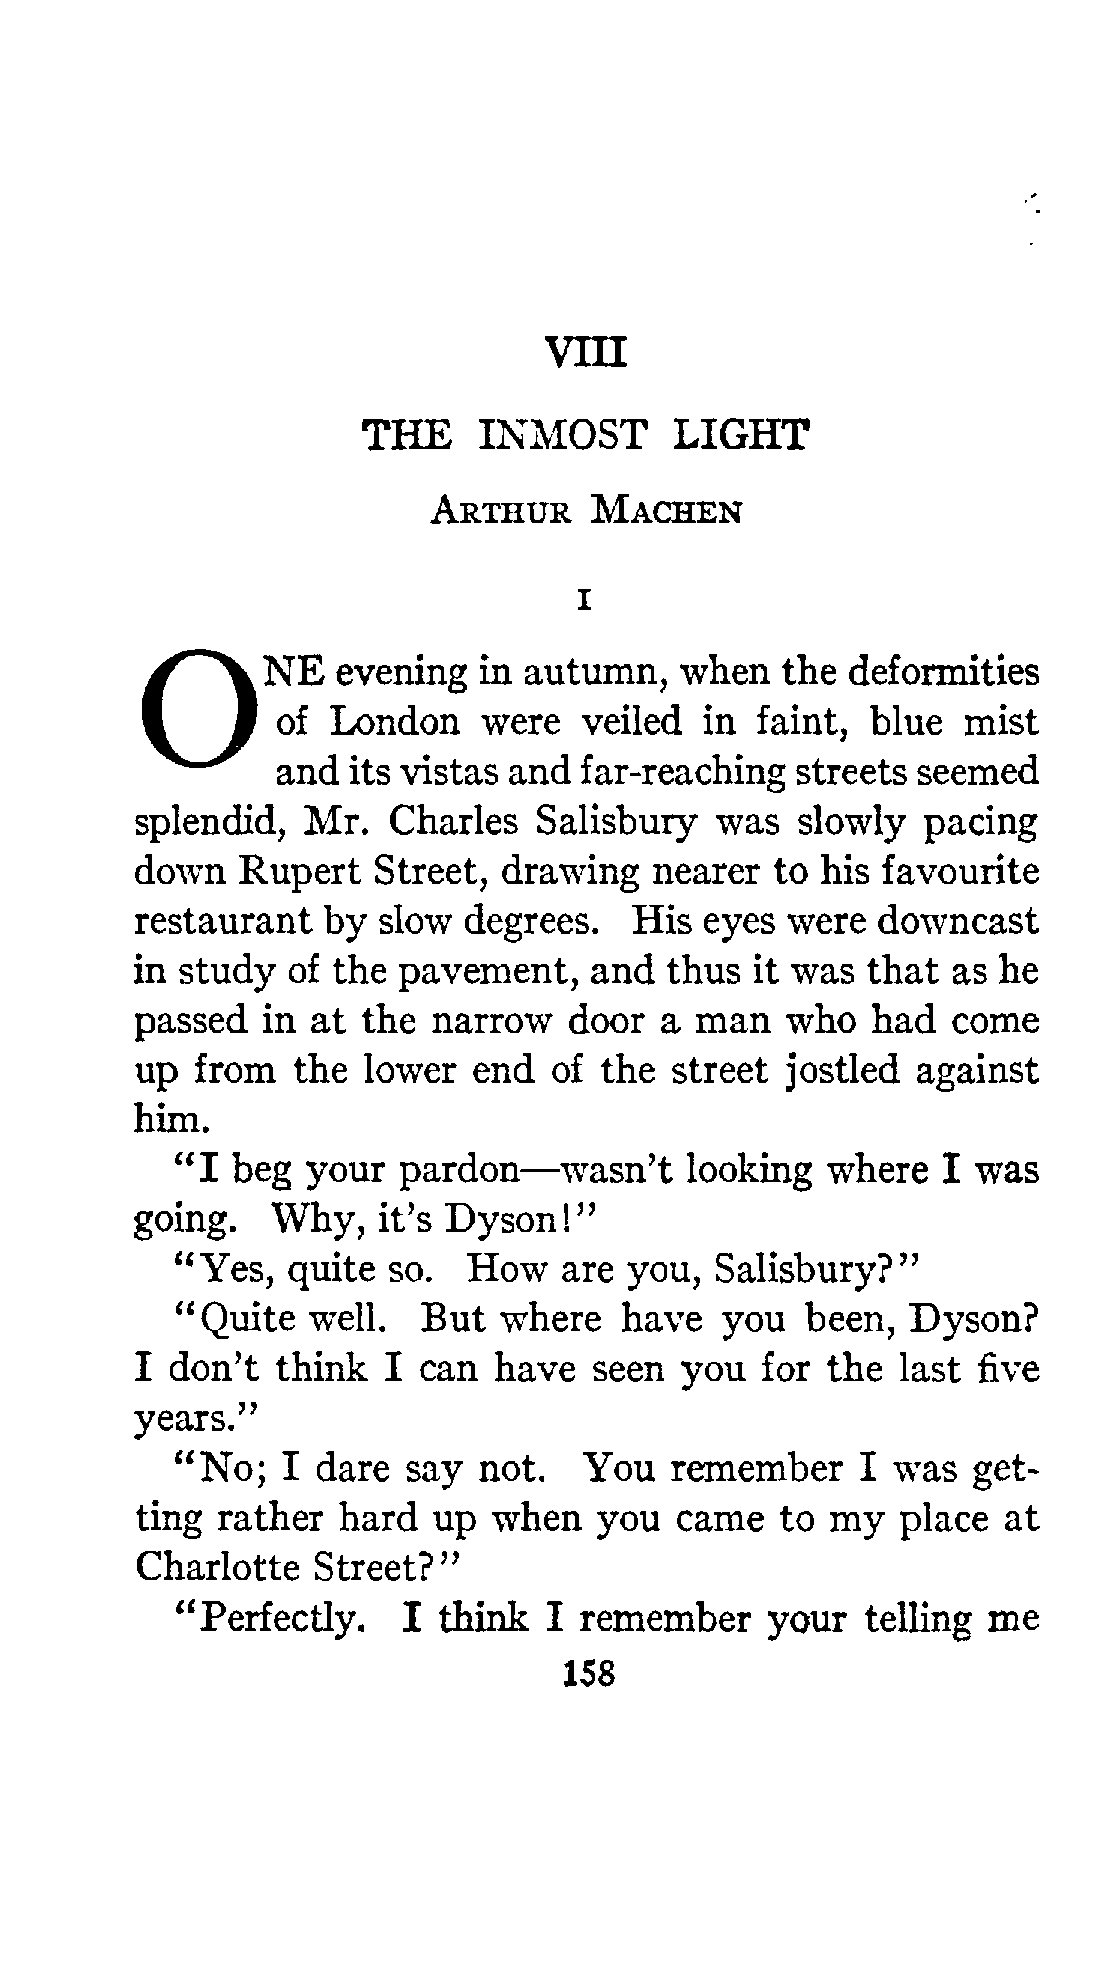 VIII
THE INMOST LIGHT
ARTHUR MACHEN
I
ONE evening in autumn, when the deformities
of London were veiled in faint, blue mist
and its vistas and far-reaching streets seemed
splendid, Mr. Charles Salisbury was slowly pacing
down Rupert Street, drawing nearer to his favourite
restaurant by slow degrees. His eyes were downcast
in study of the pavement, and thus it was that as he
passed in at the narrow door a man who had come
up from the lower end of the street jostled against
him.
“I beg your pardon—wasn’t looking where I was
going. Why, it’s Dyson!”
“Yes, quite so. How are you, Salisbury?”
“Quite well. But where have you been, Dyson?
I don’t think I can have seen you for the last five
years.”
“No; I dare say not. You remember I was get-
ting rather hard up when you came to my place at
Charlotte Street?”
“Perfectly. I think I remember your telling me
158